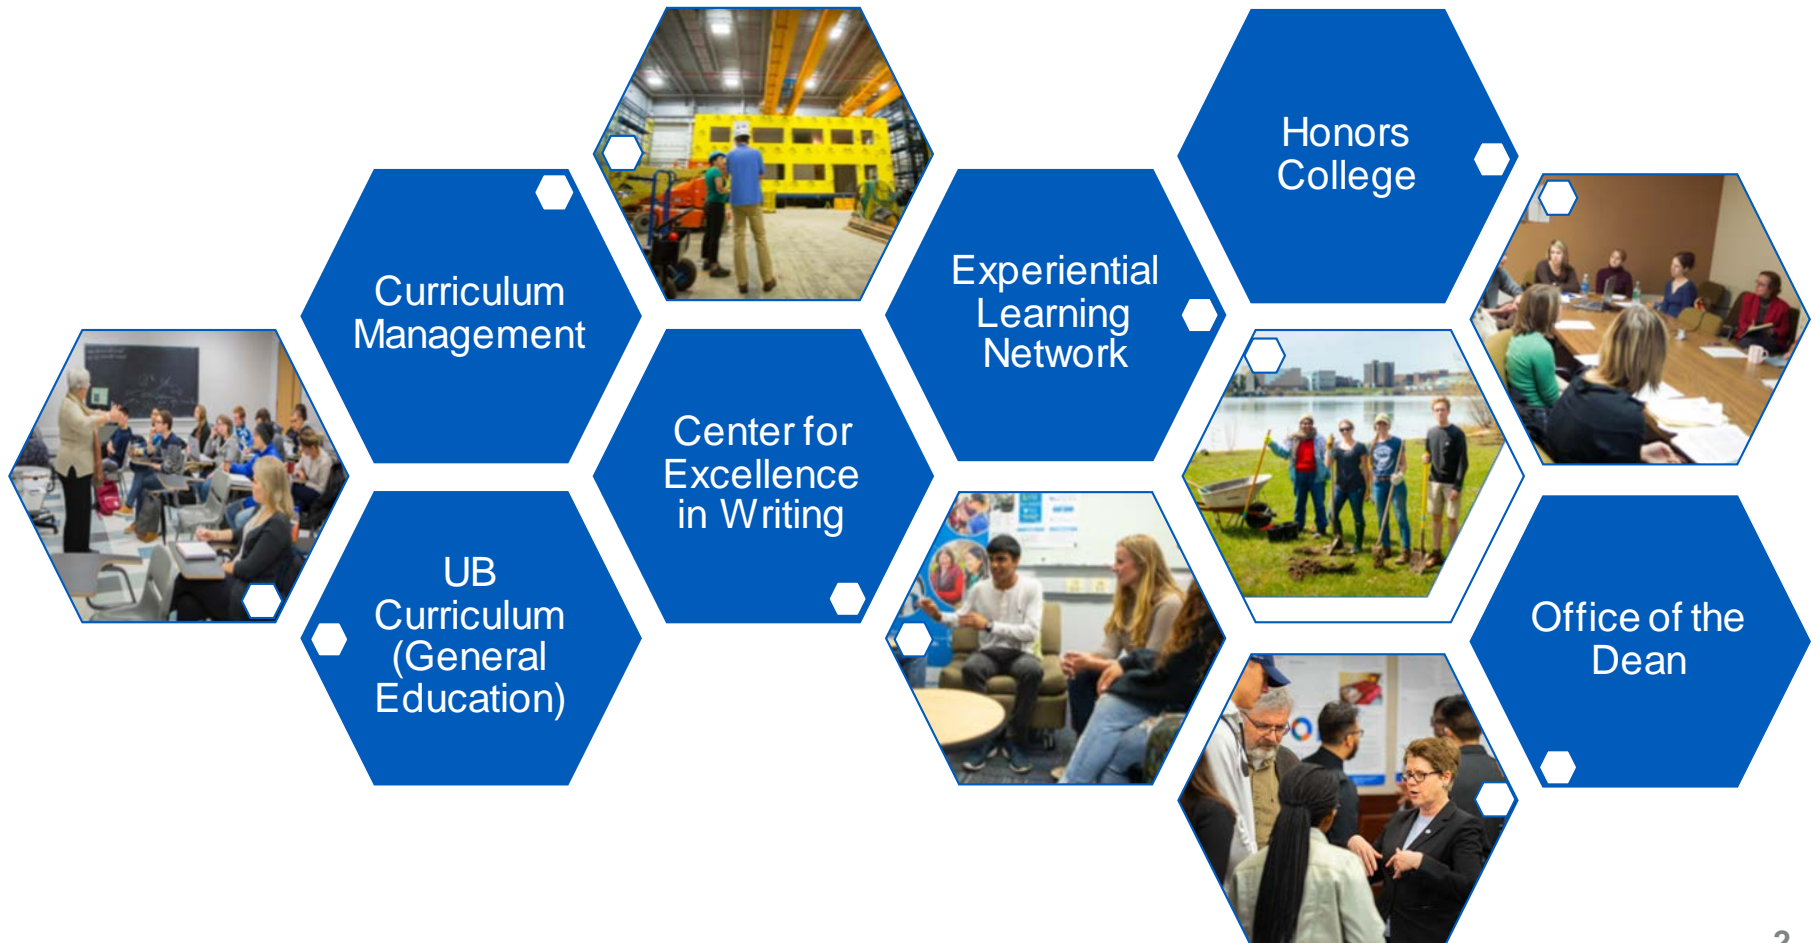 Curriculum
Management
UB
Curriculum
(General
Education)
Center for
Excellence
in Writing
Experiential
Learning
Network
Honors
College
Office of the
Dean
2